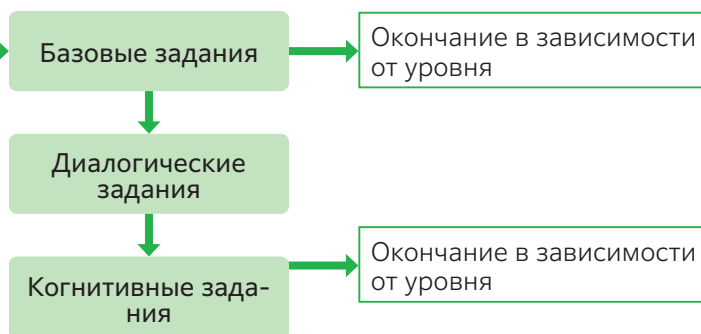 Базовые задания
Окончание в зависимости
от уровня
Диалогические
задания
Окончание в зависимости
от уровня
Когнитивные зада-
ния